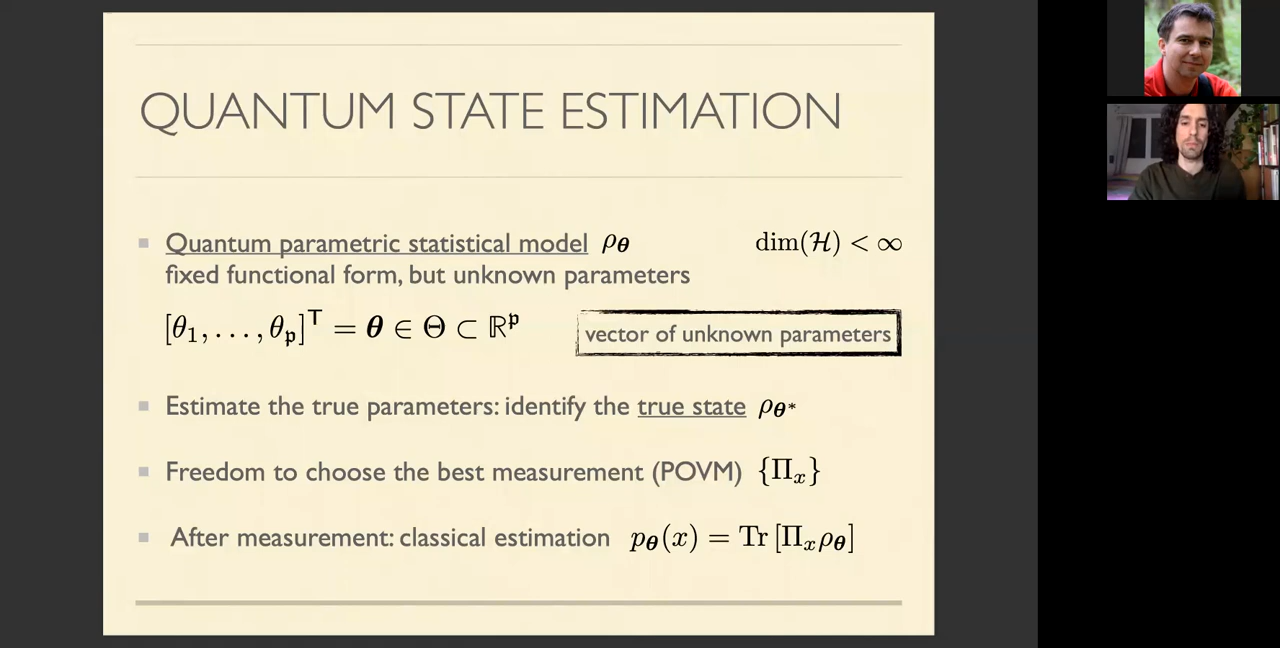 QUANTUM STATE ESTIMATION
Quantum parametric statistical model ρ_𝜽 dim(ℋ) < ∞
fixed functional form, but unknown parameters
[θ₁, . . . , θ_𝔭]^T = 𝜽 ∈ Θ ⊂ ℝ^𝔭 vector of unknown parameters
Estimate the true parameters: identify the true state ρ_𝜽*
Freedom to choose the best measurement (POVM) {Π_x}
After measurement: classical estimation p_𝜽(x) = Tr [Π_x ρ_𝜽]